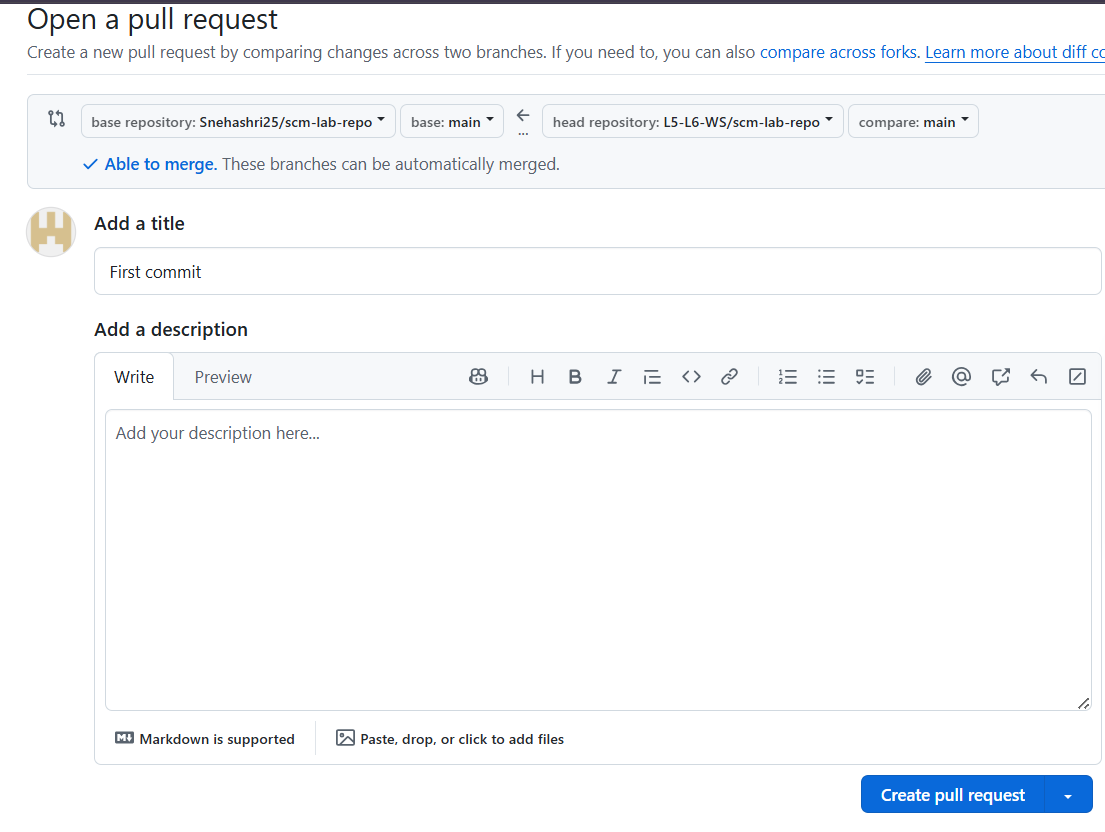 Open a pull request
Create a new pull request by comparing changes across two branches. If you need to, you can also compare across forks. Learn more about diff co
base repository: Snehashri25/scm-lab-repo base: main ... head repository: L5-L6-WS/scm-lab-repo compare: main
Able to merge. These branches can be automatically merged.
Add a title
First commit
Add a description
Write Preview
Add your description here...
Markdown is supported Paste, drop, or click to add files
Create pull request